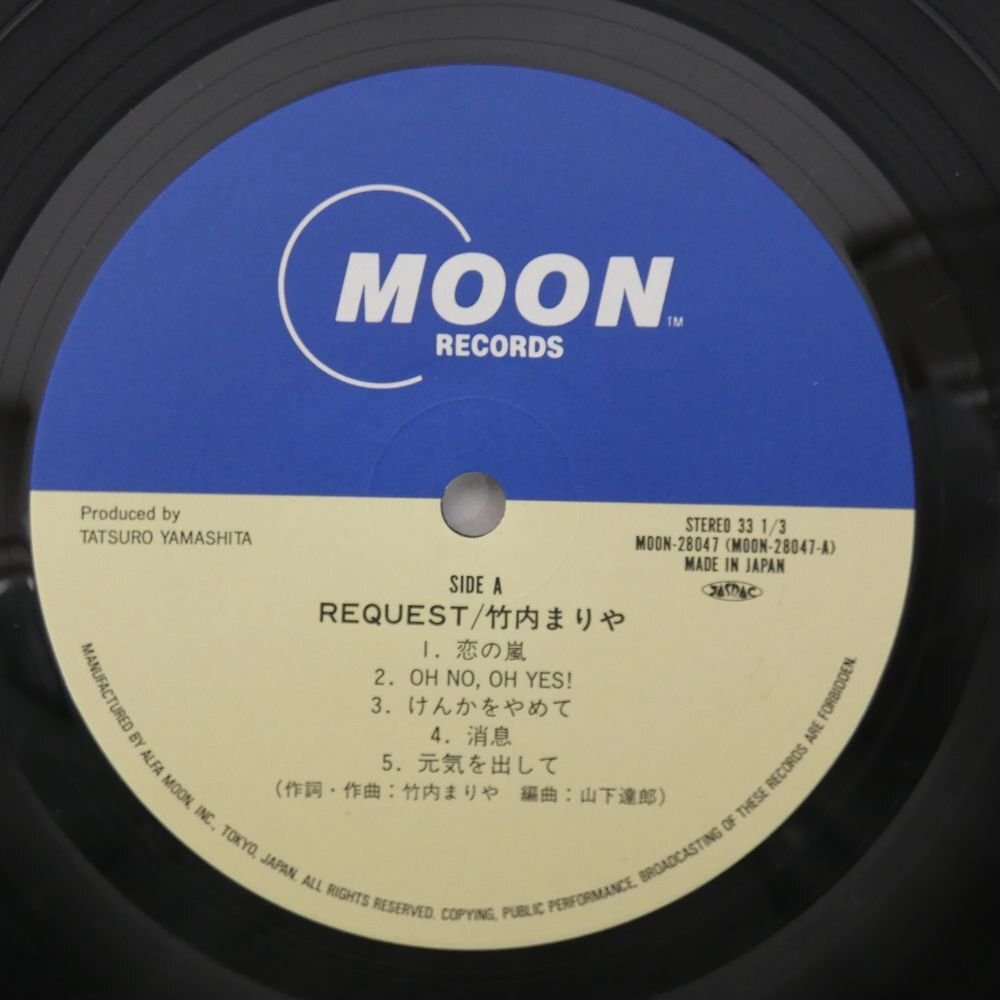 MOON TM
RECORDS
Produced by
TATSURO YAMASHITA
STEREO 33 1/3
MOON-28047 (MOON-28047-A)
MADE IN JAPAN
JASRAC
SIDE A
REQUEST/竹内まりや
1. 恋の嵐
2. OH NO, OH YES!
3. けんかをやめて
4. 消息
5. 元気を出して
(作詞・作曲:竹内まりや 編曲:山下達郎)
MANUFACTURED BY ALFA MOON, INC., TOKYO, JAPAN. ALL RIGHTS RESERVED. COPYING, PUBLIC PERFORMANCE, BROADCASTING OF THESE RECORDS ARE FORBIDDEN.